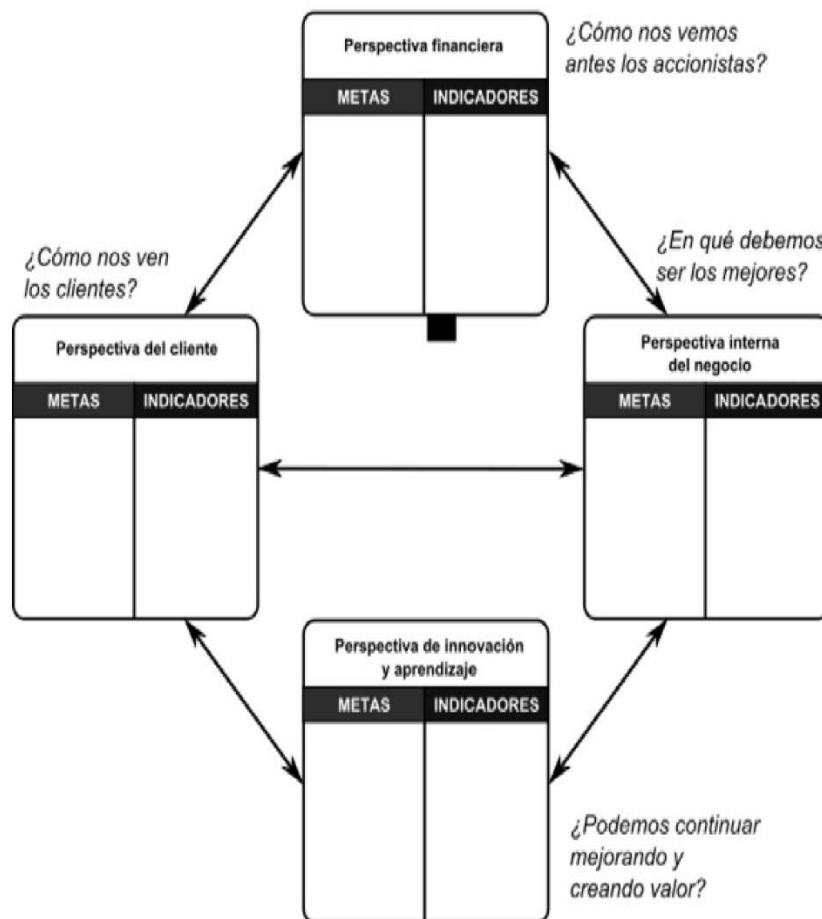 Perspectiva financiera
METAS
INDICADORES
¿Cómo nos vemos
antes los accionistas?
¿Cómo nos ven
los clientes?
¿En qué debemos
ser los mejores?
Perspectiva del cliente
METAS
INDICADORES
Perspectiva interna
del negocio
METAS
INDICADORES
Perspectiva de innovación
y aprendizaje
METAS
INDICADORES
¿Podemos continuar
mejorando y
creando valor?